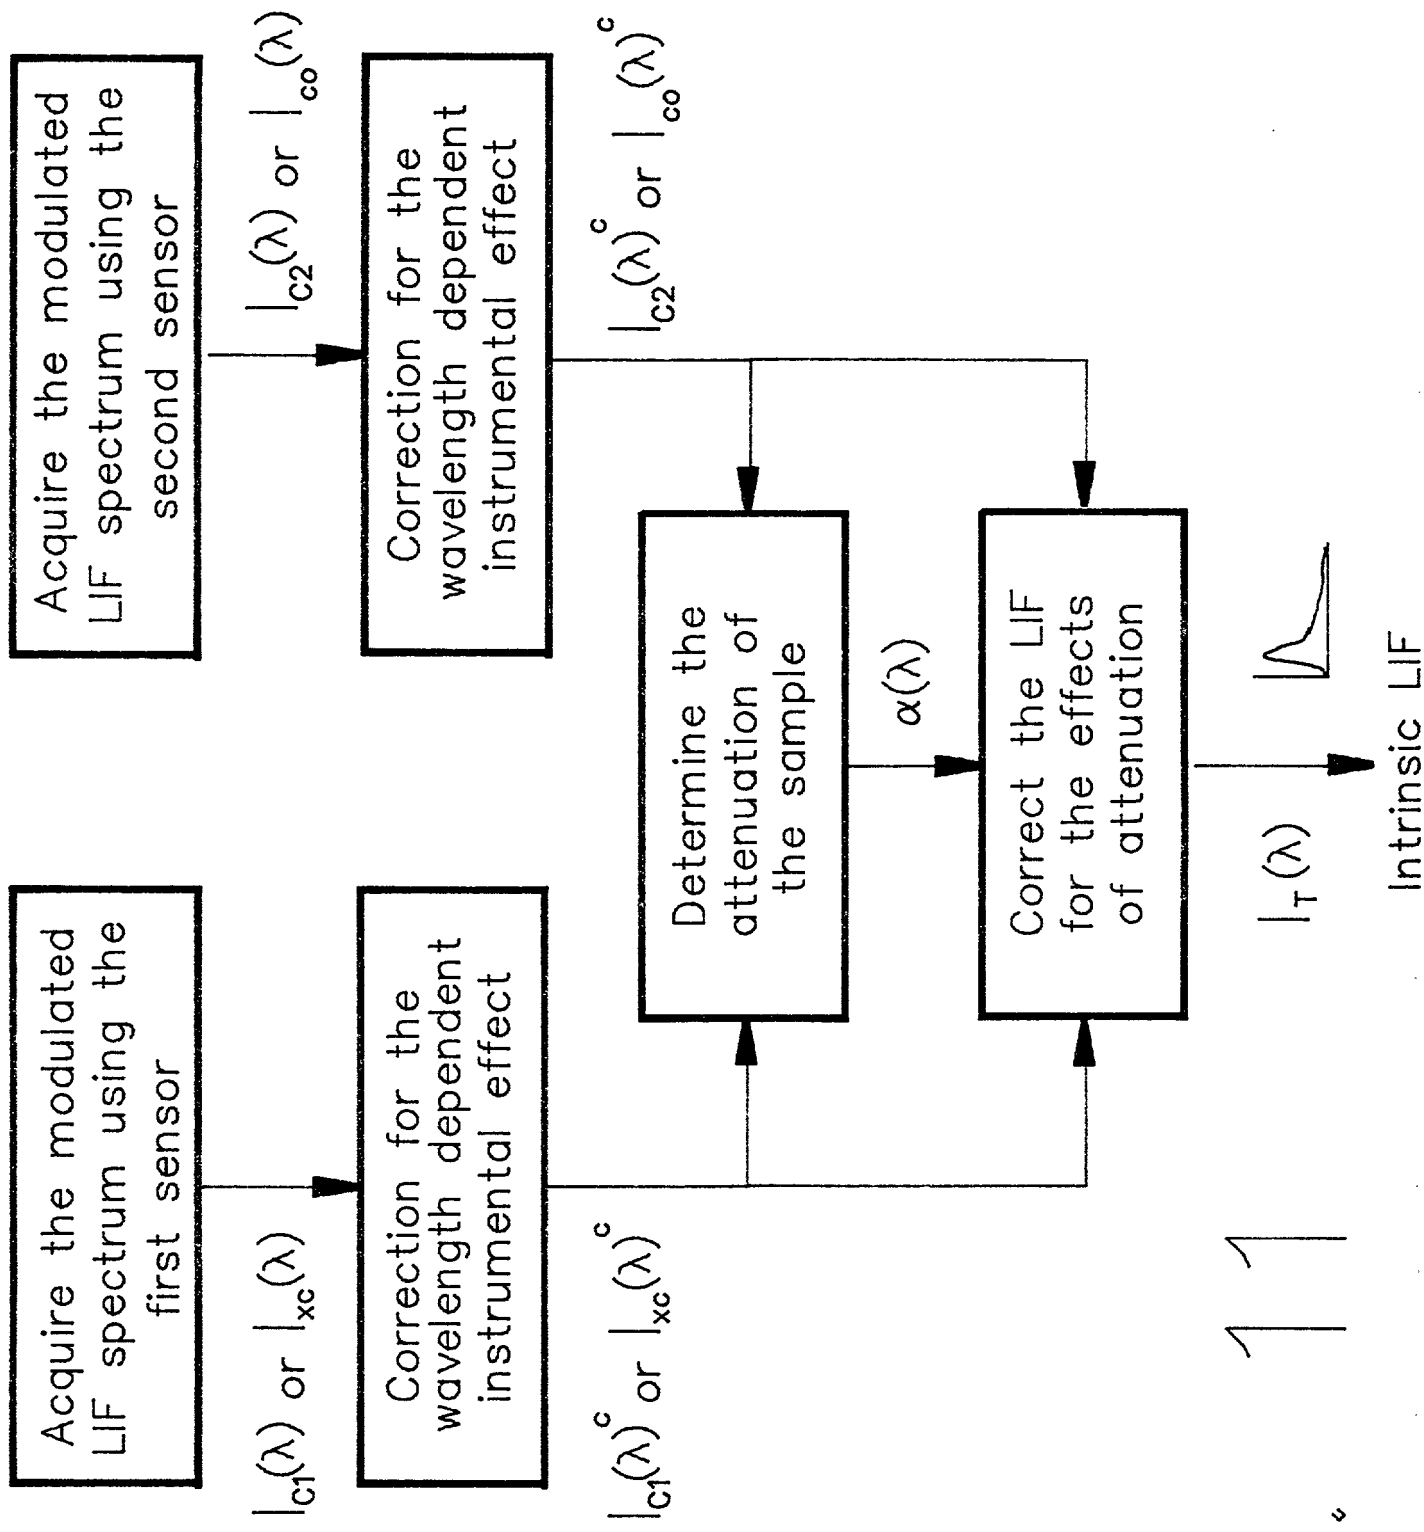 Acquire the modulated
LIF spectrum using the
first sensor
I_C1(λ) or I_xc(λ)
Correction for the
wavelength dependent
instrumental effect
I_C1(λ)^c or I_xc(λ)^c
Acquire the modulated
LIF spectrum using the
second sensor
I_C2(λ) or I_co(λ)
Correction for the
wavelength dependent
instrumental effect
I_C2(λ)^c or I_co(λ)^c
Determine the
attenuation of
the sample
α(λ)
Correct the LIF
for the effects
of attenuation
I_T(λ)
Intrinsic LIF
11